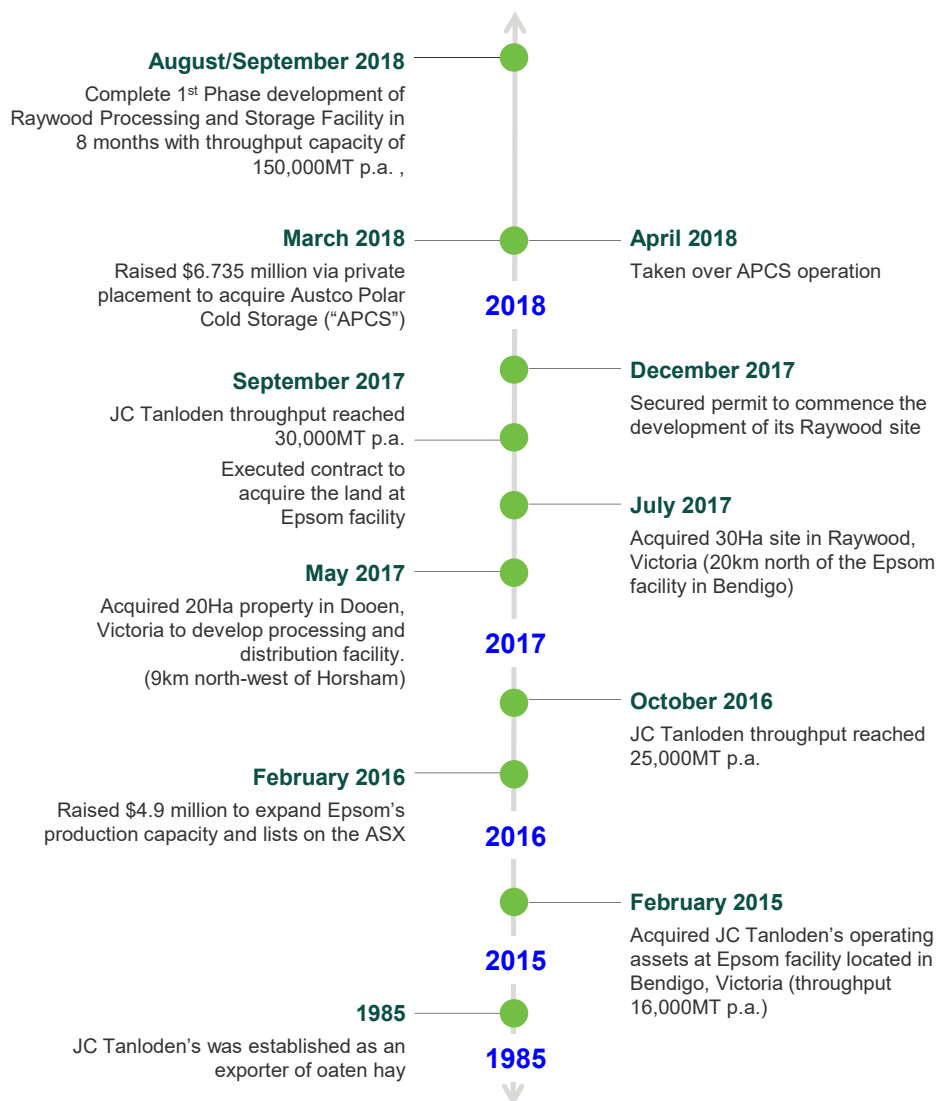 August/September 2018
Complete 1st Phase development of
Raywood Processing and Storage Facility in
8 months with throughput capacity of
150,000MT p.a. ,
March 2018
Raised $6.735 million via private
placement to acquire Austco Polar
Cold Storage (“APCS”)
April 2018
Taken over APCS operation
2018
September 2017
JC Tanloden throughput reached
30,000MT p.a.
Executed contract to
acquire the land at
Epsom facility
December 2017
Secured permit to commence the
development of its Raywood site
July 2017
Acquired 30Ha site in Raywood,
Victoria (20km north of the Epsom
facility in Bendigo)
May 2017
Acquired 20Ha property in Dooen,
Victoria to develop processing and
distribution facility.
(9km north-west of Horsham)
2017
October 2016
JC Tanloden throughput reached
25,000MT p.a.
February 2016
Raised $4.9 million to expand Epsom’s
production capacity and lists on the ASX
2016
February 2015
Acquired JC Tanloden’s operating
assets at Epsom facility located in
Bendigo, Victoria (throughput
16,000MT p.a.)
2015
1985
JC Tanloden’s was established as an
exporter of oaten hay
1985